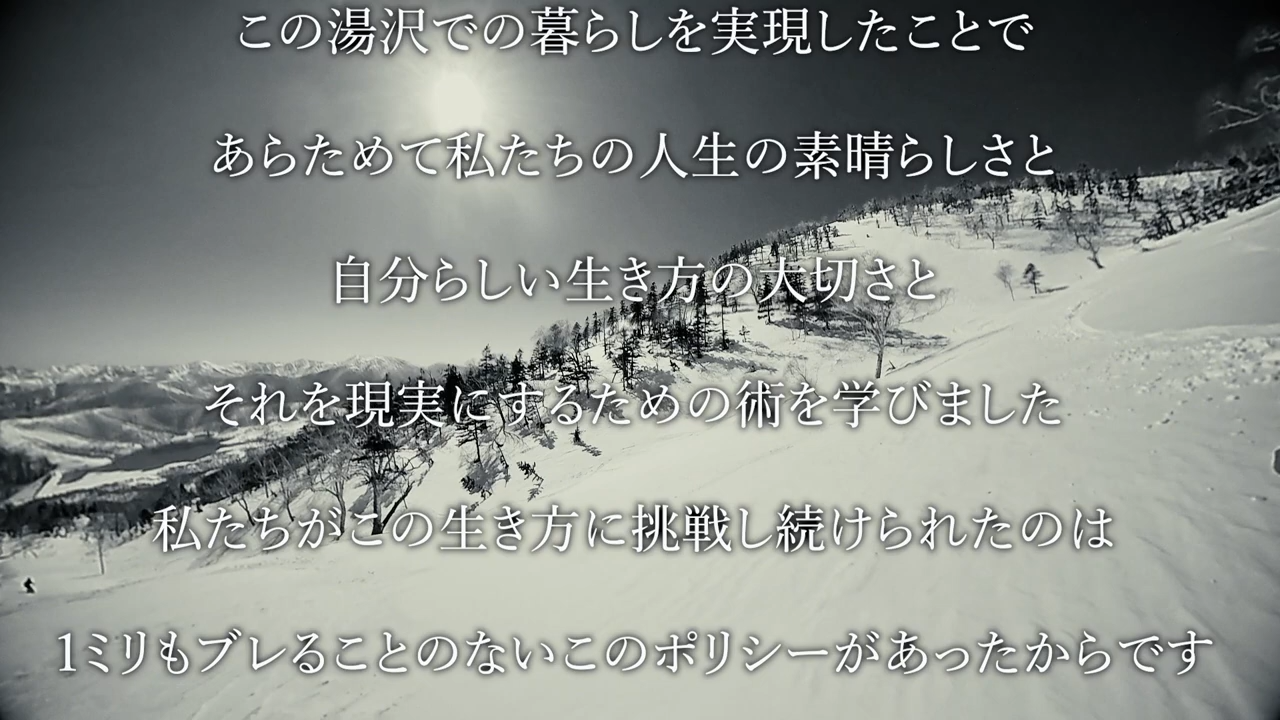 この湯沢での暮らしを実現したことで
あらためて私たちの人生の素晴らしさと
自分らしい生き方の大切さと
それを現実にするための術を学びました
私たちがこの生き方に挑戦し続けられたのは
1ミリもブレることのないこのポリシーがあったからです